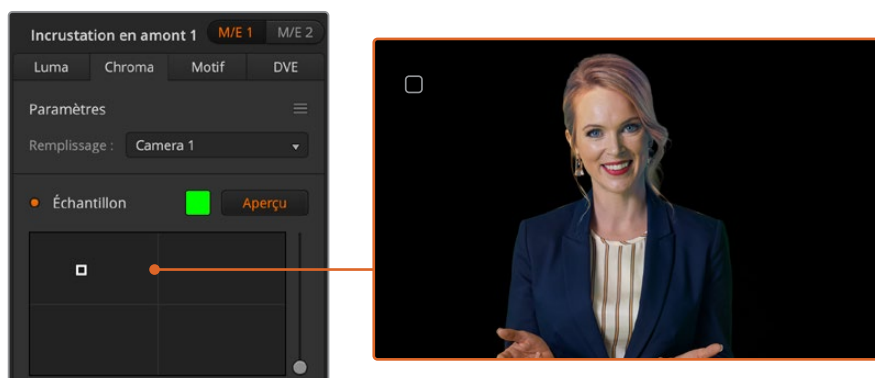 Incrustation en amont 1 M/E 1 M/E 2
Luma Chroma Motif DVE
Paramètres
Remplissage : Camera 1
Échantillon Aperçu